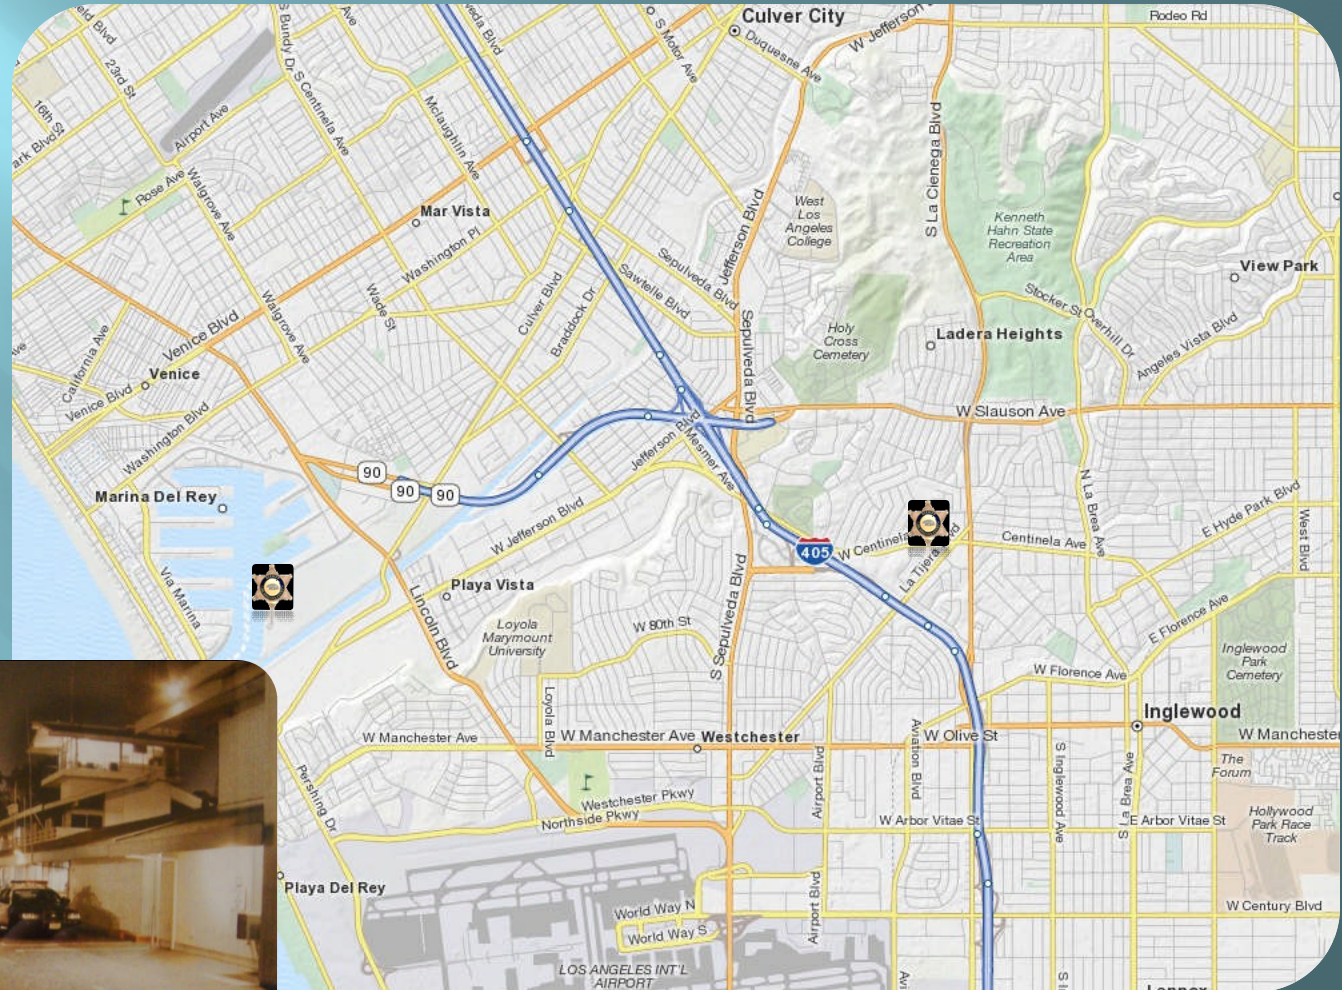 Culver City
Rodeo Rd
W Jefferson
Duquesne Ave
S Motor Ave
S Bundy Dr
S Centinela Ave
23rd St
16th St
Airport Ave
Mclaughlin Ave
Rose Ave
Walgrove Ave
Mar Vista
Washington Pl
West
Los
Angeles
College
Jefferson Blvd
S La Cienega Blvd
Kenneth
Hahn State
Recreation
Area
View Park
Sepulveda Blvd
Sawtelle Blvd
Culver Blvd
Braddock Dr
Wade St
Walgrove Ave
Stocker St
Overhill Dr
Angeles Vista Blvd
Venice Blvd
California Ave
Venice
Venice Blvd
Washington Blvd
Holy
Cross
Cemetery
Ladera Heights
Sepulveda Blvd
W Slauson Ave
Jefferson Blvd
Mesmer Ave
90
90
90
Marina Del Rey
N La Brea Ave
E Hyde Park Blvd
West Blvd
W Jefferson Blvd
405
W Centinela
La Tijera
Centinela Ave
Via Marina
Playa Vista
Lincoln Blvd
Loyola
Marymount
University
W 80th St
S Sepulveda Blvd
E Florence Ave
Inglewood
Park
Cemetery
W Florence Ave
Loyola Blvd
W Manchester Ave
W Manchester Ave
Westchester
Inglewood
W Olive St
W Manchester
The
Forum
Aviation Blvd
Airport Blvd
S Inglewood Ave
S La Brea Ave
Pershing Dr
Westchester Pkwy
Northside Pkwy
W Arbor Vitae St
E Arbor Vitae St
Hollywood
Park Race
Track
Playa Del Rey
Airport Blvd
World Way N
World Way S
W Century Blvd
LOS ANGELES INT'L
AIRPORT